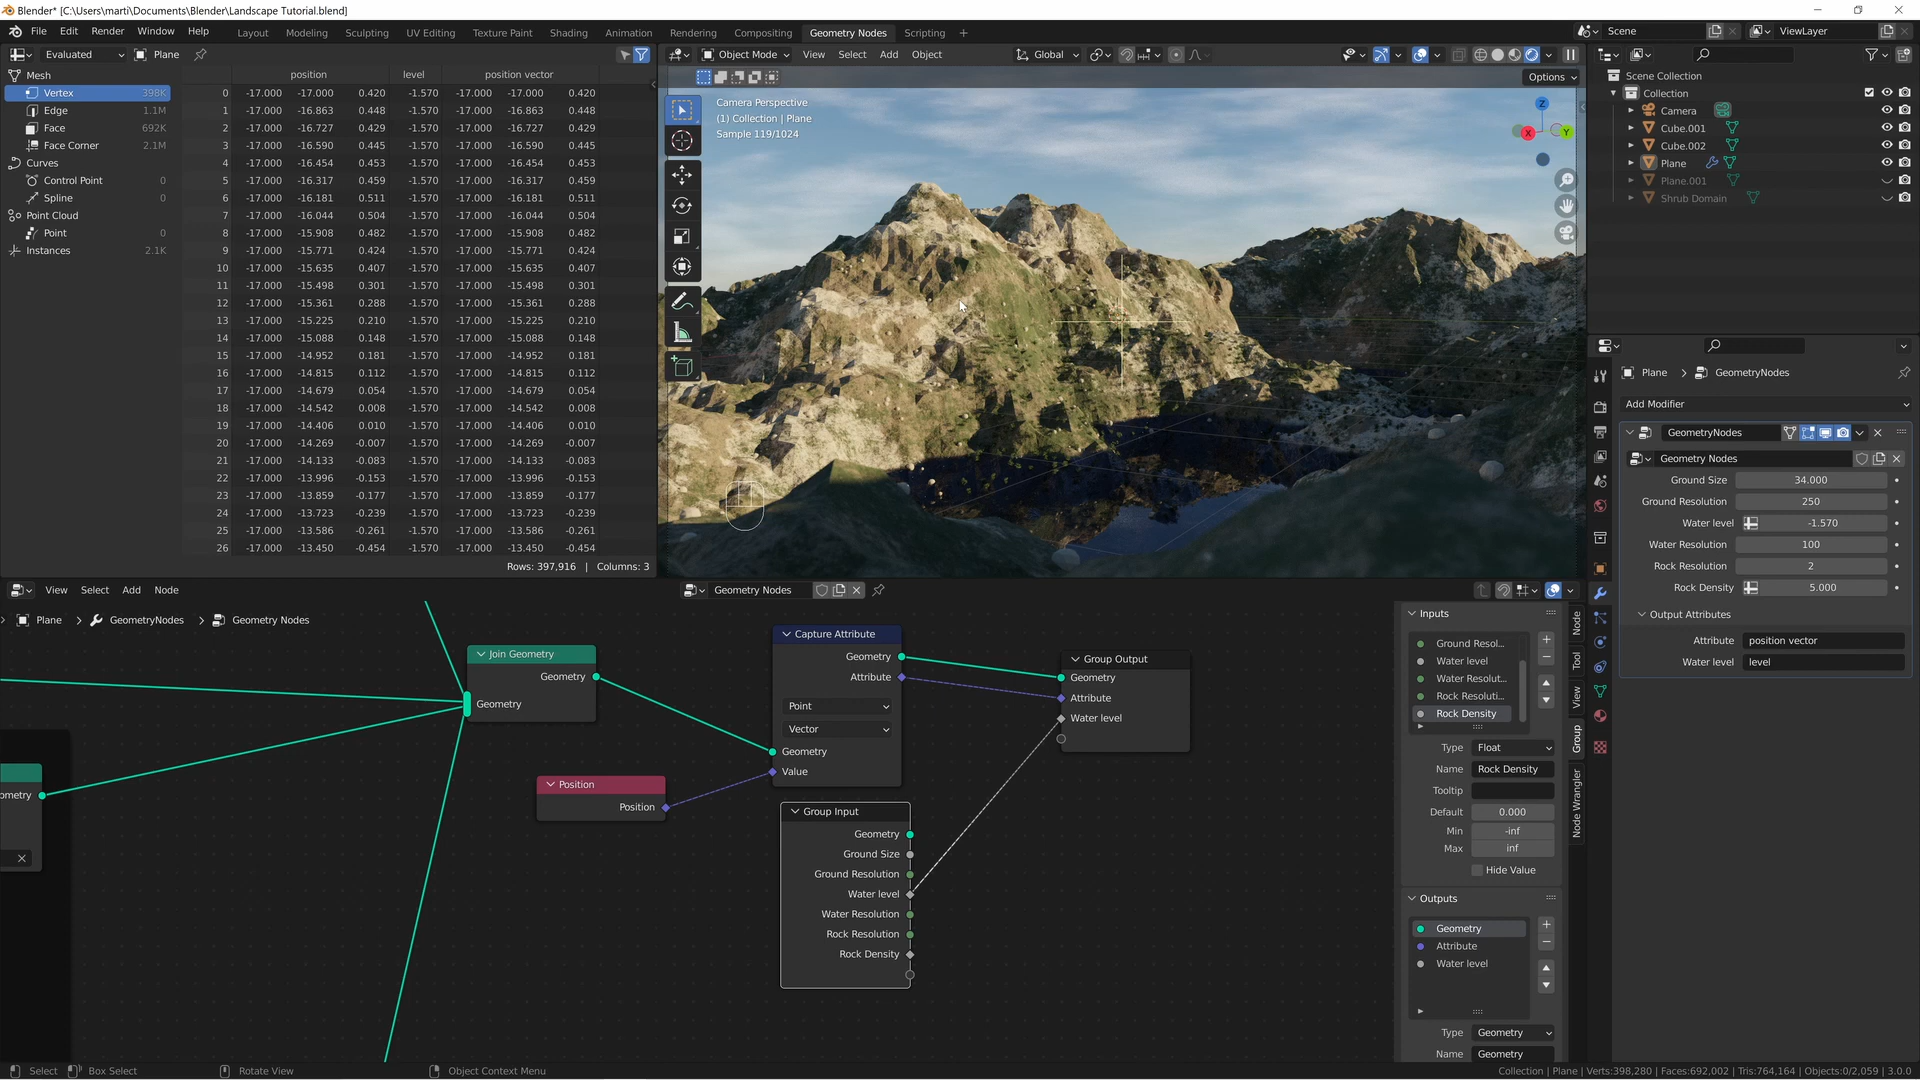 Blender* [C:\Users\marti\Documents\Blender\Landscape Tutorial.blend]
File Edit Render Window Help Layout Modeling Sculpting UV Editing Texture Paint Shading Animation Rendering Compositing Geometry Nodes Scripting + Scene ViewLayer
Evaluated Plane
position level position vector
Mesh
Vertex 398K
Edge 1.1M
Face 692K
Face Corner 2.1M
Curves
Control Point 0
Spline 0
Point Cloud
Point 0
Instances 2.1K
0 -17.000 -17.000 0.420 -1.570 -17.000 -17.000 0.420
1 -17.000 -16.863 0.448 -1.570 -17.000 -16.863 0.448
2 -17.000 -16.727 0.429 -1.570 -17.000 -16.727 0.429
3 -17.000 -16.590 0.445 -1.570 -17.000 -16.590 0.445
4 -17.000 -16.454 0.453 -1.570 -17.000 -16.454 0.453
5 -17.000 -16.317 0.459 -1.570 -17.000 -16.317 0.459
6 -17.000 -16.181 0.511 -1.570 -17.000 -16.181 0.511
7 -17.000 -16.044 0.504 -1.570 -17.000 -16.044 0.504
8 -17.000 -15.908 0.482 -1.570 -17.000 -15.908 0.482
9 -17.000 -15.771 0.424 -1.570 -17.000 -15.771 0.424
10 -17.000 -15.635 0.407 -1.570 -17.000 -15.635 0.407
11 -17.000 -15.498 0.301 -1.570 -17.000 -15.498 0.301
12 -17.000 -15.361 0.288 -1.570 -17.000 -15.361 0.288
13 -17.000 -15.225 0.210 -1.570 -17.000 -15.225 0.210
14 -17.000 -15.088 0.148 -1.570 -17.000 -15.088 0.148
15 -17.000 -14.952 0.181 -1.570 -17.000 -14.952 0.181
16 -17.000 -14.815 0.112 -1.570 -17.000 -14.815 0.112
17 -17.000 -14.679 0.054 -1.570 -17.000 -14.679 0.054
18 -17.000 -14.542 0.008 -1.570 -17.000 -14.542 0.008
19 -17.000 -14.406 0.010 -1.570 -17.000 -14.406 0.010
20 -17.000 -14.269 -0.007 -1.570 -17.000 -14.269 -0.007
21 -17.000 -14.133 -0.083 -1.570 -17.000 -14.133 -0.083
22 -17.000 -13.996 -0.153 -1.570 -17.000 -13.996 -0.153
23 -17.000 -13.859 -0.177 -1.570 -17.000 -13.859 -0.177
24 -17.000 -13.723 -0.239 -1.570 -17.000 -13.723 -0.239
25 -17.000 -13.586 -0.261 -1.570 -17.000 -13.586 -0.261
26 -17.000 -13.450 -0.454 -1.570 -17.000 -13.450 -0.454
Rows: 397,916 | Columns: 3
Object Mode View Select Add Object Global
Options
Camera Perspective
(1) Collection | Plane
Sample 119/1024
Z
X
Y
Scene Collection
Collection
Camera
Cube.001
Cube.002
Plane
Plane.001
Shrub Domain
Plane > GeometryNodes
Add Modifier
GeometryNodes
Geometry Nodes
Ground Size 34.000
Ground Resolution 250
Water level -1.570
Water Resolution 100
Rock Resolution 2
Rock Density 5.000
Output Attributes
Attribute position vector
Water level level
View Select Add Node Geometry Nodes
Plane > GeometryNodes > Geometry Nodes
Join Geometry
Geometry
Geometry
ometry
Position
Position
Capture Attribute
Geometry
Attribute
Point
Vector
Geometry
Value
Group Input
Geometry
Ground Size
Ground Resolution
Water level
Water Resolution
Rock Resolution
Rock Density
Group Output
Geometry
Attribute
Water level
Inputs
Ground Resol...
Water level
Water Resolut...
Rock Resoluti...
Rock Density
Type Float
Name Rock Density
Tooltip
Default 0.000
Min -inf
Max inf
Hide Value
Outputs
Geometry
Attribute
Water level
Type Geometry
Name Geometry
Node
Tool
View
Group
Node Wrangler
Select Box Select Rotate View Object Context Menu
Collection | Plane | Verts:398,280 | Faces:692,002 | Tris:764,164 | Objects:0/2,059 | 3.0.0